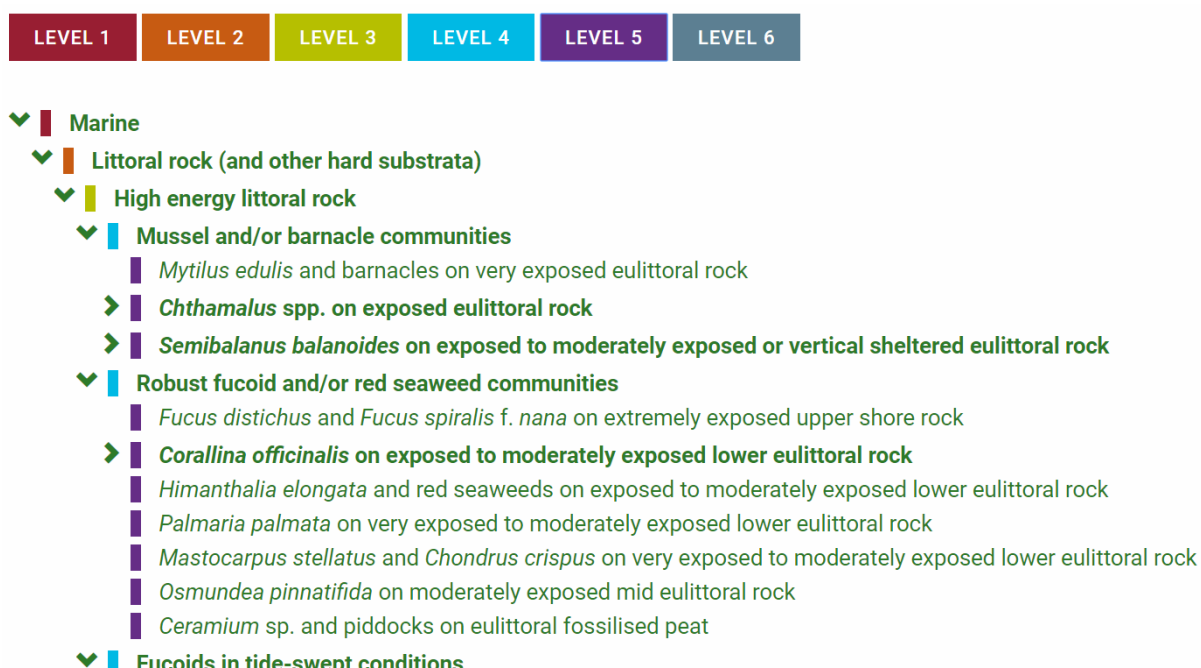 LEVEL 1 LEVEL 2 LEVEL 3 LEVEL 4 LEVEL 5 LEVEL 6
Marine
Littoral rock (and other hard substrata)
High energy littoral rock
Mussel and/or barnacle communities
Mytilus edulis and barnacles on very exposed eulittoral rock
Chthamalus spp. on exposed eulittoral rock
Semibalanus balanoides on exposed to moderately exposed or vertical sheltered eulittoral rock
Robust fucoid and/or red seaweed communities
Fucus distichus and Fucus spiralis f. nana on extremely exposed upper shore rock
Corallina officinalis on exposed to moderately exposed lower eulittoral rock
Himanthalia elongata and red seaweeds on exposed to moderately exposed lower eulittoral rock
Palmaria palmata on very exposed to moderately exposed lower eulittoral rock
Mastocarpus stellatus and Chondrus crispus on very exposed to moderately exposed lower eulittoral rock
Osmundea pinnatifida on moderately exposed mid eulittoral rock
Ceramium sp. and piddocks on eulittoral fossilised peat
Fucoids in tide-swept conditions